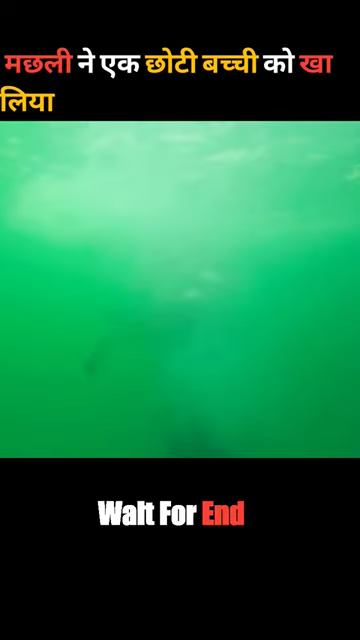 मछली ने एक छोटी बच्ची को खा
लिया
Wait For End